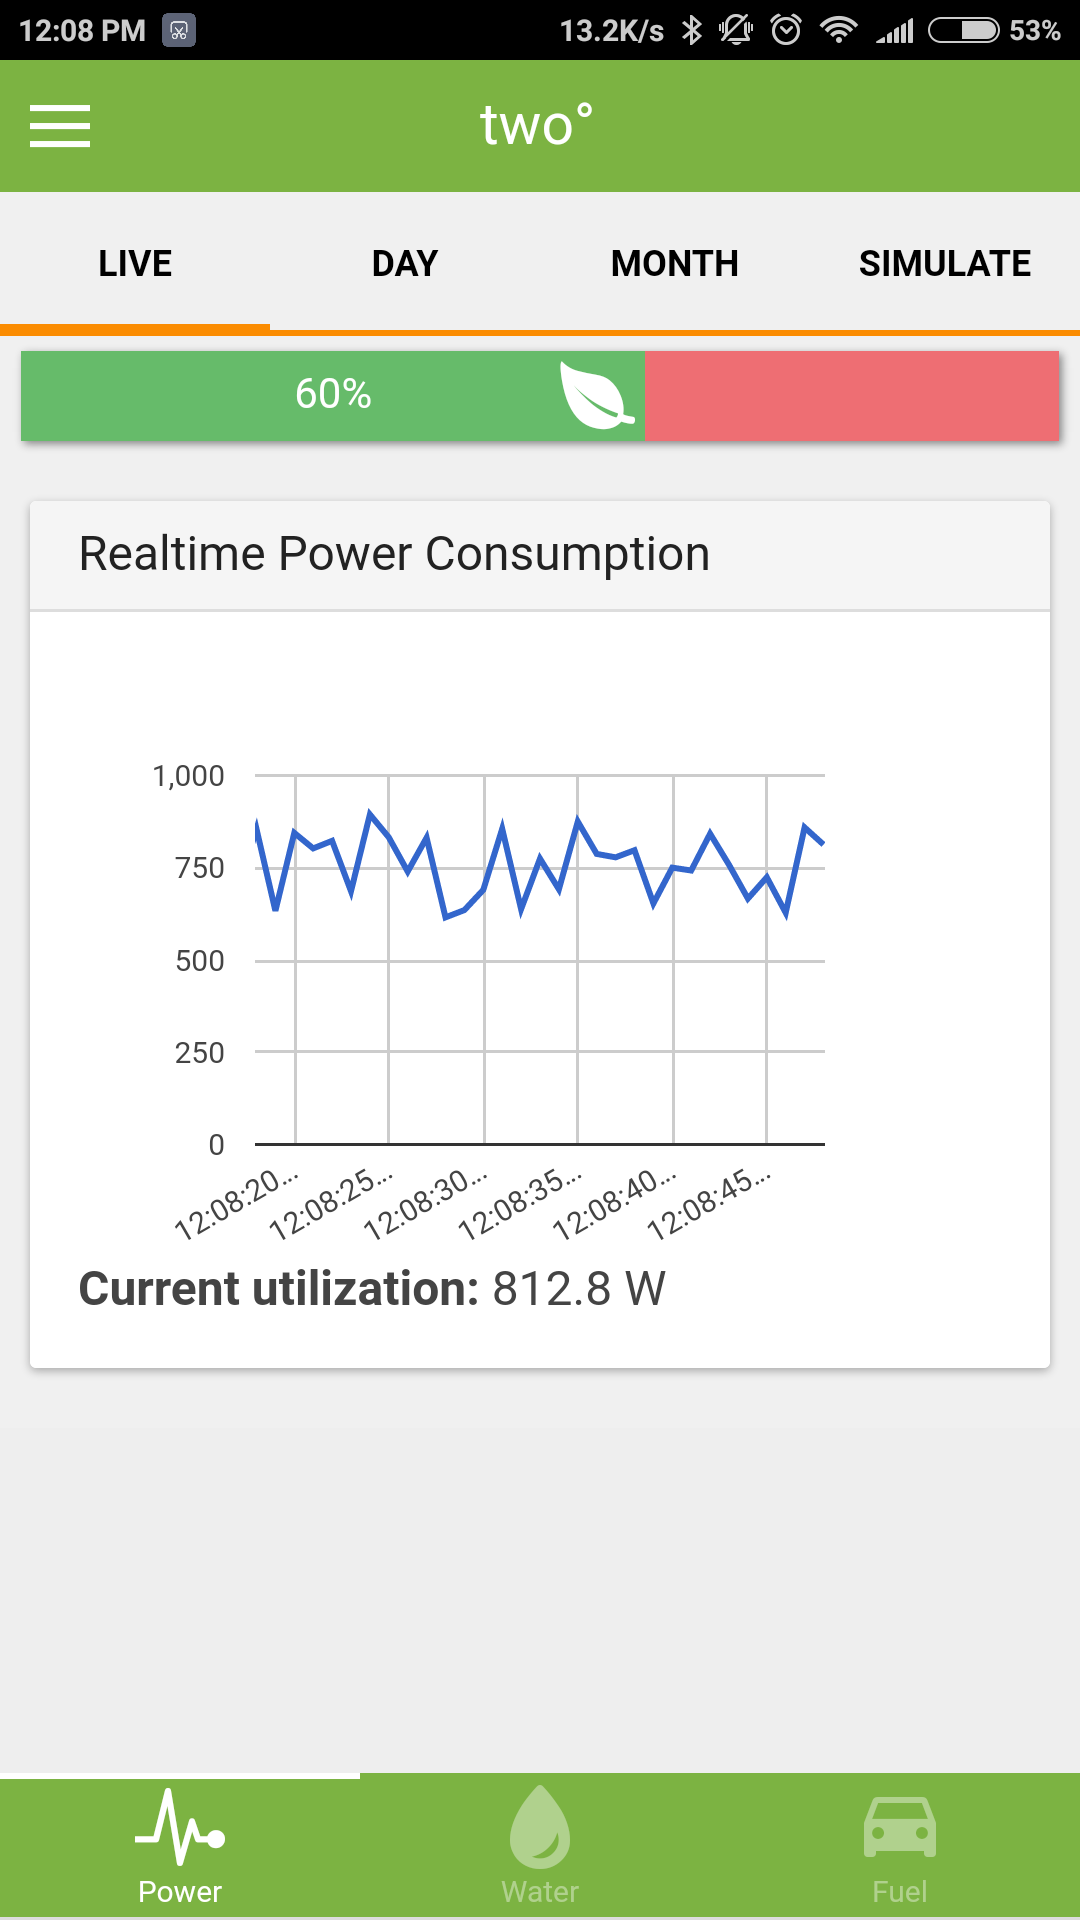 12:08 PM 13.2K/s 53%
two°
LIVE DAY MONTH SIMULATE
60%
Realtime Power Consumption
1,000
750
500
250
0
12:08:20... 12:08:25... 12:08:30... 12:08:35... 12:08:40... 12:08:45...
Current utilization: 812.8 W
Power Water Fuel